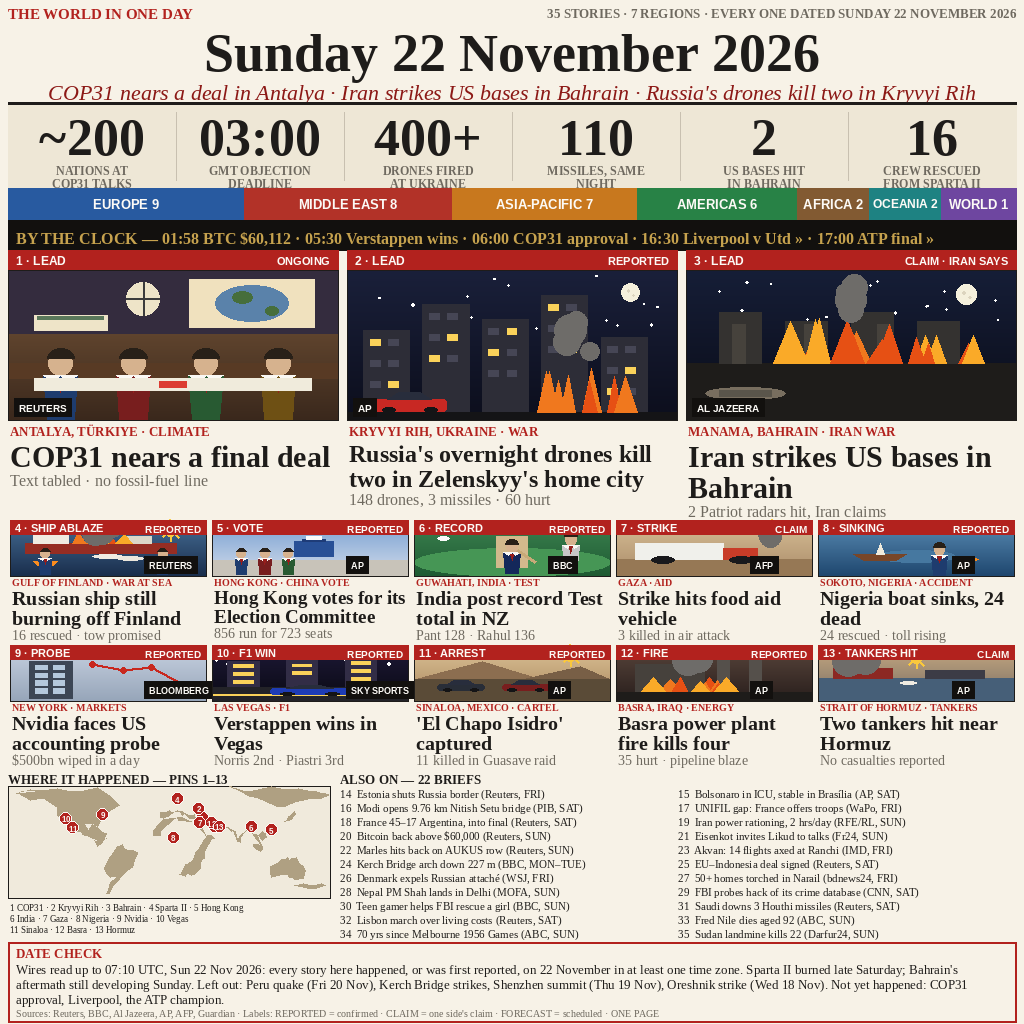 THE WORLD IN ONE DAY
35 STORIES · 7 REGIONS · EVERY ONE DATED SUNDAY 22 NOVEMBER 2026
Sunday 22 November 2026
COP31 nears a deal in Antalya · Iran strikes US bases in Bahrain · Russia's drones kill two in Kryvyi Rih
~200
NATIONS AT
COP31 TALKS
03:00
GMT OBJECTION
DEADLINE
400+
DRONES FIRED
AT UKRAINE
110
MISSILES, SAME
NIGHT
2
US BASES HIT
IN BAHRAIN
16
CREW RESCUED
FROM SPARTA II
EUROPE 9
MIDDLE EAST 8
ASIA-PACIFIC 7
AMERICAS 6
AFRICA 2
OCEANIA 2
WORLD 1
BY THE CLOCK — 01:58 BTC $60,112 · 05:30 Verstappen wins · 06:00 COP31 approval · 16:30 Liverpool v Utd » · 17:00 ATP final »
1 · LEAD
ONGOING
REUTERS
ANTALYA, TÜRKIYE · CLIMATE
COP31 nears a final deal
Text tabled · no fossil-fuel line
2 · LEAD
REPORTED
AP
KRYVYI RIH, UKRAINE · WAR
Russia's overnight drones kill
two in Zelenskyy's home city
148 drones, 3 missiles · 60 hurt
3 · LEAD
CLAIM · IRAN SAYS
AL JAZEERA
MANAMA, BAHRAIN · IRAN WAR
Iran strikes US bases in
Bahrain
2 Patriot radars hit, Iran claims
4 · SHIP ABLAZE
REPORTED
REUTERS
GULF OF FINLAND · WAR AT SEA
Russian ship still
burning off Finland
16 rescued · tow promised
5 · VOTE
REPORTED
AP
HONG KONG · CHINA VOTE
Hong Kong votes for its
Election Committee
856 run for 723 seats
6 · RECORD
REPORTED
BBC
GUWAHATI, INDIA · TEST
India post record Test
total in NZ
Pant 128 · Rahul 136
7 · STRIKE
CLAIM
AFP
GAZA · AID
Strike hits food aid
vehicle
3 killed in air attack
8 · SINKING
REPORTED
AP
SOKOTO, NIGERIA · ACCIDENT
Nigeria boat sinks, 24
dead
24 rescued · toll rising
9 · PROBE
REPORTED
BLOOMBERG
NEW YORK · MARKETS
Nvidia faces US
accounting probe
$500bn wiped in a day
10 · F1 WIN
REPORTED
SKY SPORTS
LAS VEGAS · F1
Verstappen wins in
Vegas
Norris 2nd · Piastri 3rd
11 · ARREST
REPORTED
AP
SINALOA, MEXICO · CARTEL
'El Chapo Isidro'
captured
11 killed in Guasave raid
12 · FIRE
REPORTED
AP
BASRA, IRAQ · ENERGY
Basra power plant
fire kills four
35 hurt · pipeline blaze
13 · TANKERS HIT
CLAIM
AP
STRAIT OF HORMUZ · TANKERS
Two tankers hit near
Hormuz
No casualties reported
WHERE IT HAPPENED — PINS 1–13
4
2
9
10
11
7
12
13
6
5
8
1 COP31 · 2 Kryvyi Rih · 3 Bahrain · 4 Sparta II · 5 Hong Kong
6 India · 7 Gaza · 8 Nigeria · 9 Nvidia · 10 Vegas
11 Sinaloa · 12 Basra · 13 Hormuz
ALSO ON — 22 BRIEFS
14 Estonia shuts Russia border (Reuters, FRI)
15 Bolsonaro in ICU, stable in Brasília (AP, SAT)
16 Modi opens 9.76 km Nitish Setu bridge (PIB, SAT)
17 UNIFIL gap: France offers troops (WaPo, FRI)
18 France 45–17 Argentina, into final (Reuters, SAT)
19 Iran power rationing, 2 hrs/day (RFE/RL, SUN)
20 Bitcoin back above $60,000 (Reuters, SUN)
21 Eisenkot invites Likud to talks (Fr24, SUN)
22 Marles hits back on AUKUS row (Reuters, SUN)
23 Akvan: 14 flights axed at Ranchi (IMD, FRI)
24 Kerch Bridge arch down 227 m (BBC, MON–TUE)
25 EU–Indonesia deal signed (Reuters, SAT)
26 Denmark expels Russian attaché (WSJ, FRI)
27 50+ homes torched in Narail (bdnews24, FRI)
28 Nepal PM Shah lands in Delhi (MOFA, SUN)
29 FBI probes hack of its crime database (CNN, SAT)
30 Teen gamer helps FBI rescue a girl (BBC, SUN)
31 Saudi downs 3 Houthi missiles (Reuters, SAT)
32 Lisbon march over living costs (Reuters, SAT)
33 Fred Nile dies aged 92 (ABC, SUN)
34 70 yrs since Melbourne 1956 Games (ABC, SUN)
35 Sudan landmine kills 22 (Darfur24, SUN)
DATE CHECK
Wires read up to 07:10 UTC, Sun 22 Nov 2026: every story here happened, or was first reported, on 22 November in at least one time zone. Sparta II burned late Saturday; Bahrain's
aftermath still developing Sunday. Left out: Peru quake (Fri 20 Nov), Kerch Bridge strikes, Shenzhen summit (Thu 19 Nov), Oreshnik strike (Wed 18 Nov). Not yet happened: COP31
approval, Liverpool, the ATP champion.
Sources: Reuters, BBC, Al Jazeera, AP, AFP, Guardian · Labels: REPORTED = confirmed · CLAIM = one side's claim · FORECAST = scheduled · ONE PAGE